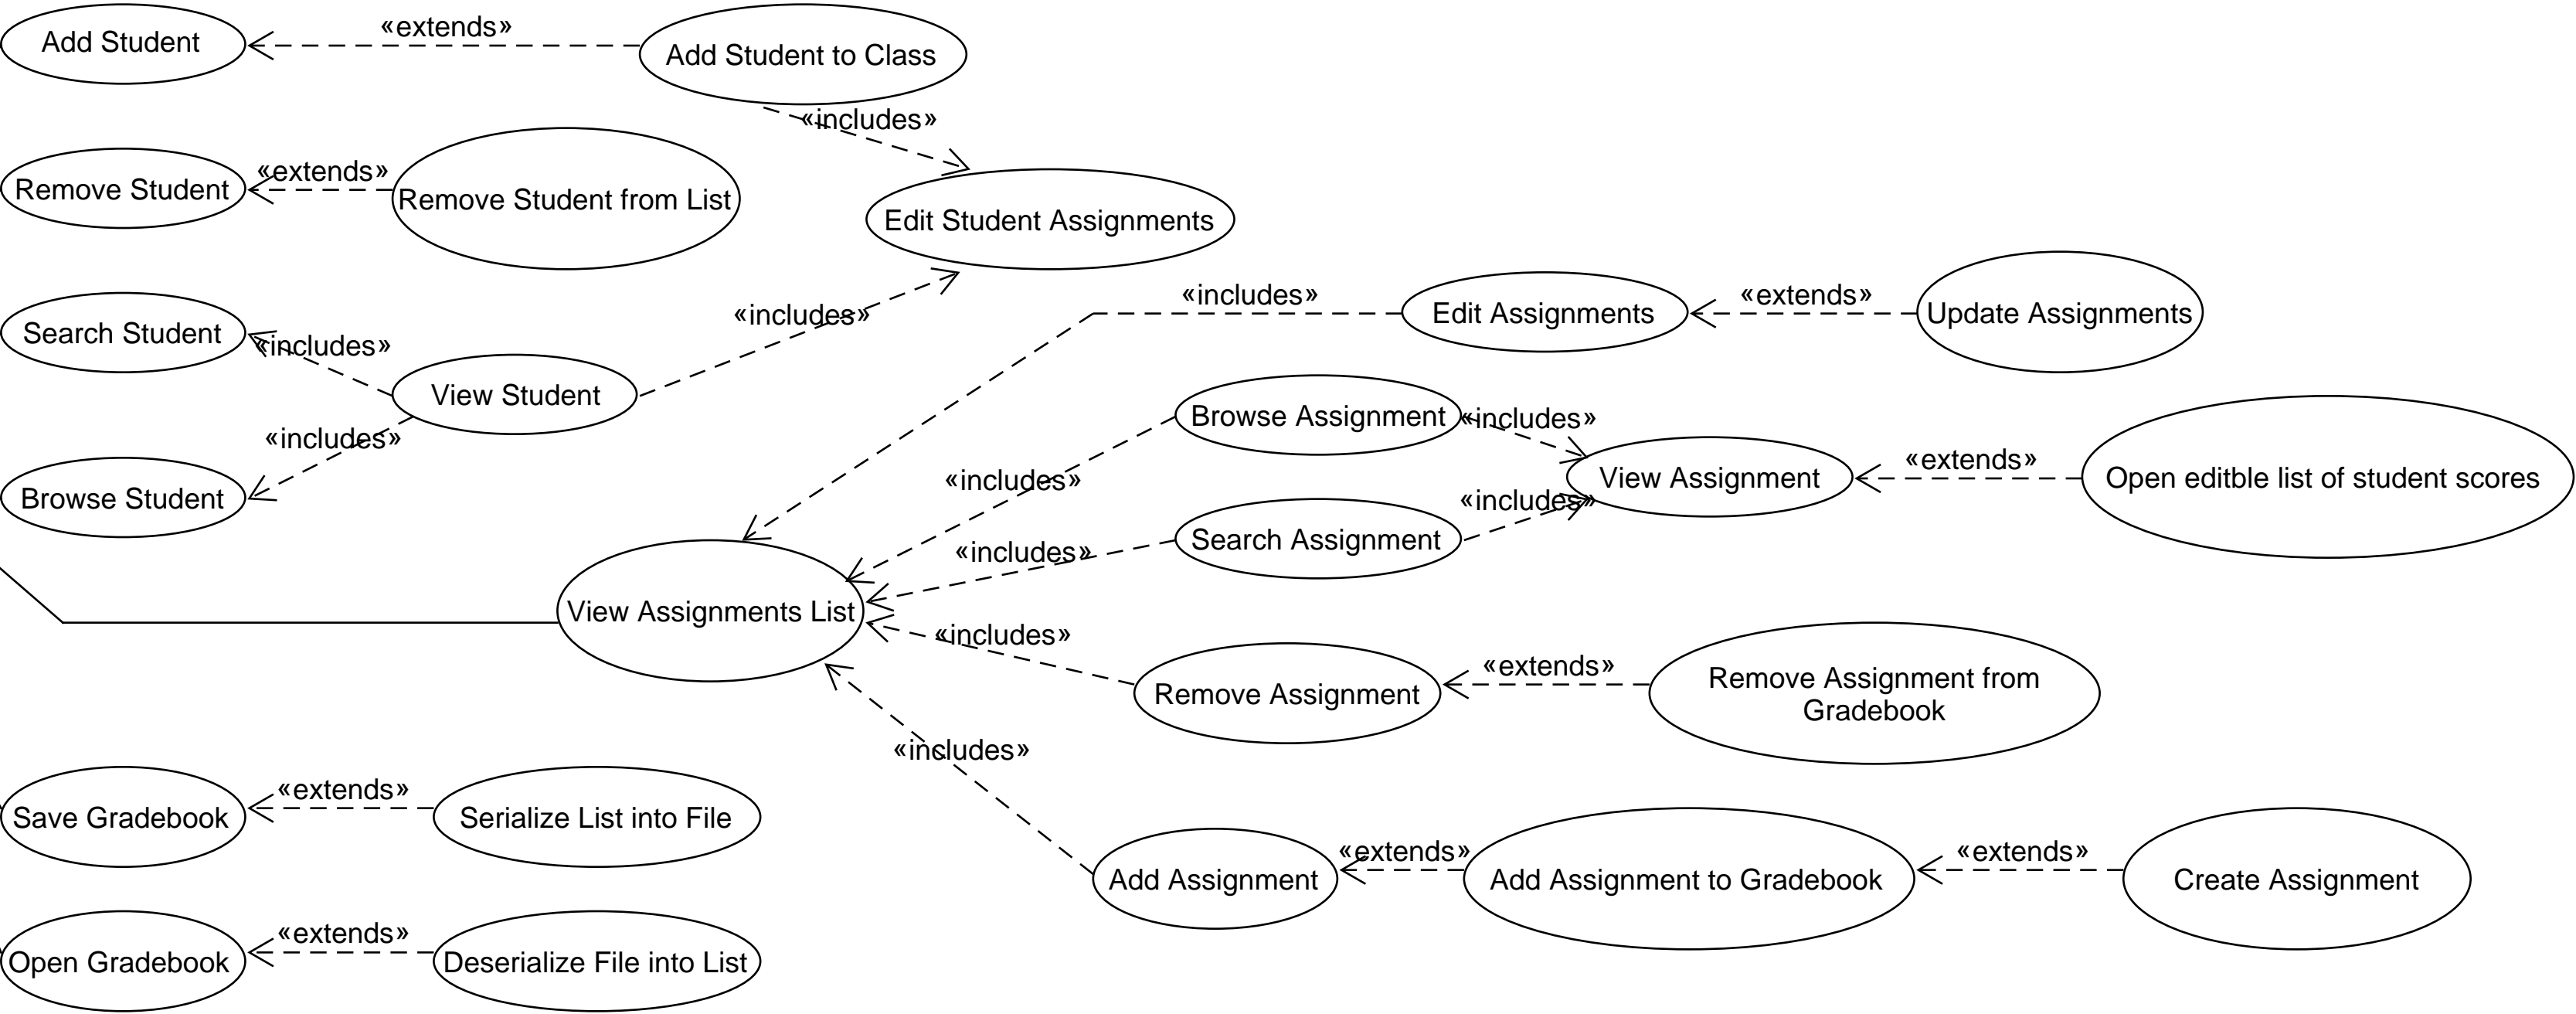 Add Student
«extends»
Add Student to Class
«includes»
Remove Student
«extends»
Remove Student from List
Edit Student Assignments
Search Student
«includes»
View Student
«includes»
«includes»
Browse Student
«includes»
Edit Assignments
«extends»
Update Assignments
Browse Assignment
«includes»
«includes»
View Assignment
«extends»
Open editble list of student scores
Search Assignment
«includes»
«includes»
View Assignments List
«includes»
Remove Assignment
«extends»
Remove Assignment from
Gradebook
«includes»
Save Gradebook
«extends»
Serialize List into File
Add Assignment
«extends»
Add Assignment to Gradebook
«extends»
Create Assignment
Open Gradebook
«extends»
Deserialize File into List